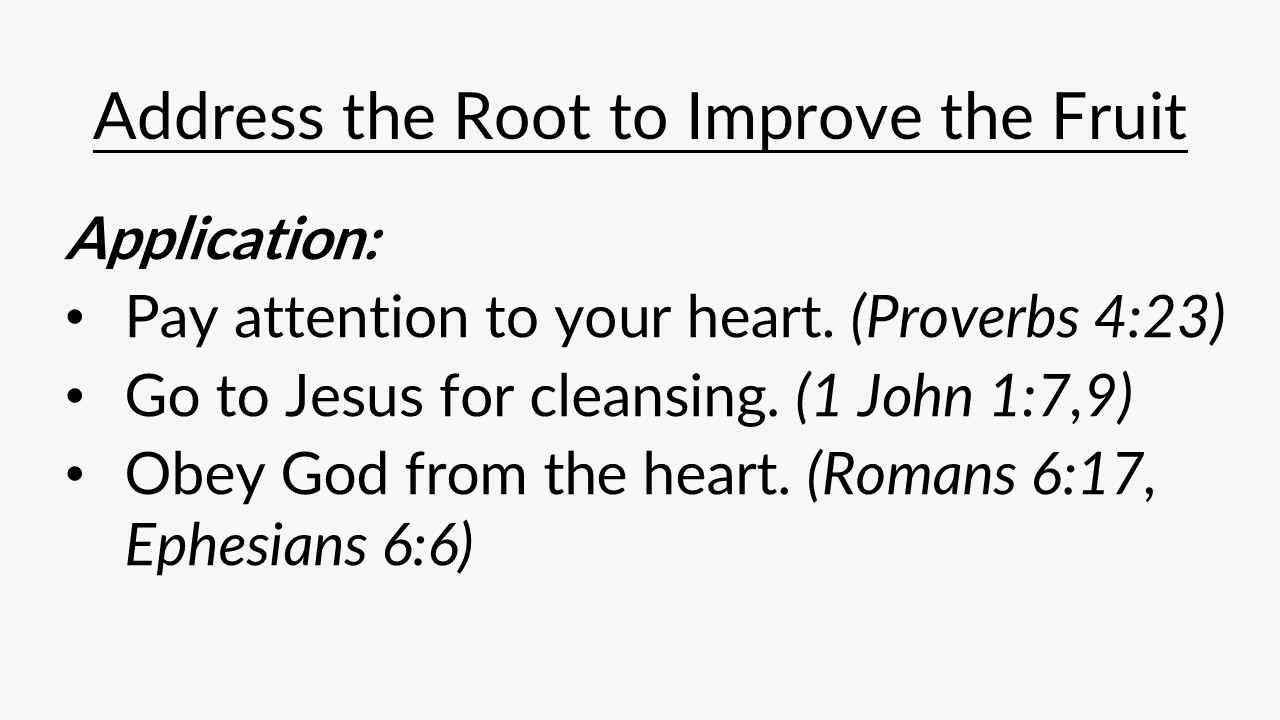 Address the Root to Improve the Fruit
Application:
• Pay attention to your heart. (Proverbs 4:23)
• Go to Jesus for cleansing. (1 John 1:7,9)
• Obey God from the heart. (Romans 6:17,
Ephesians 6:6)